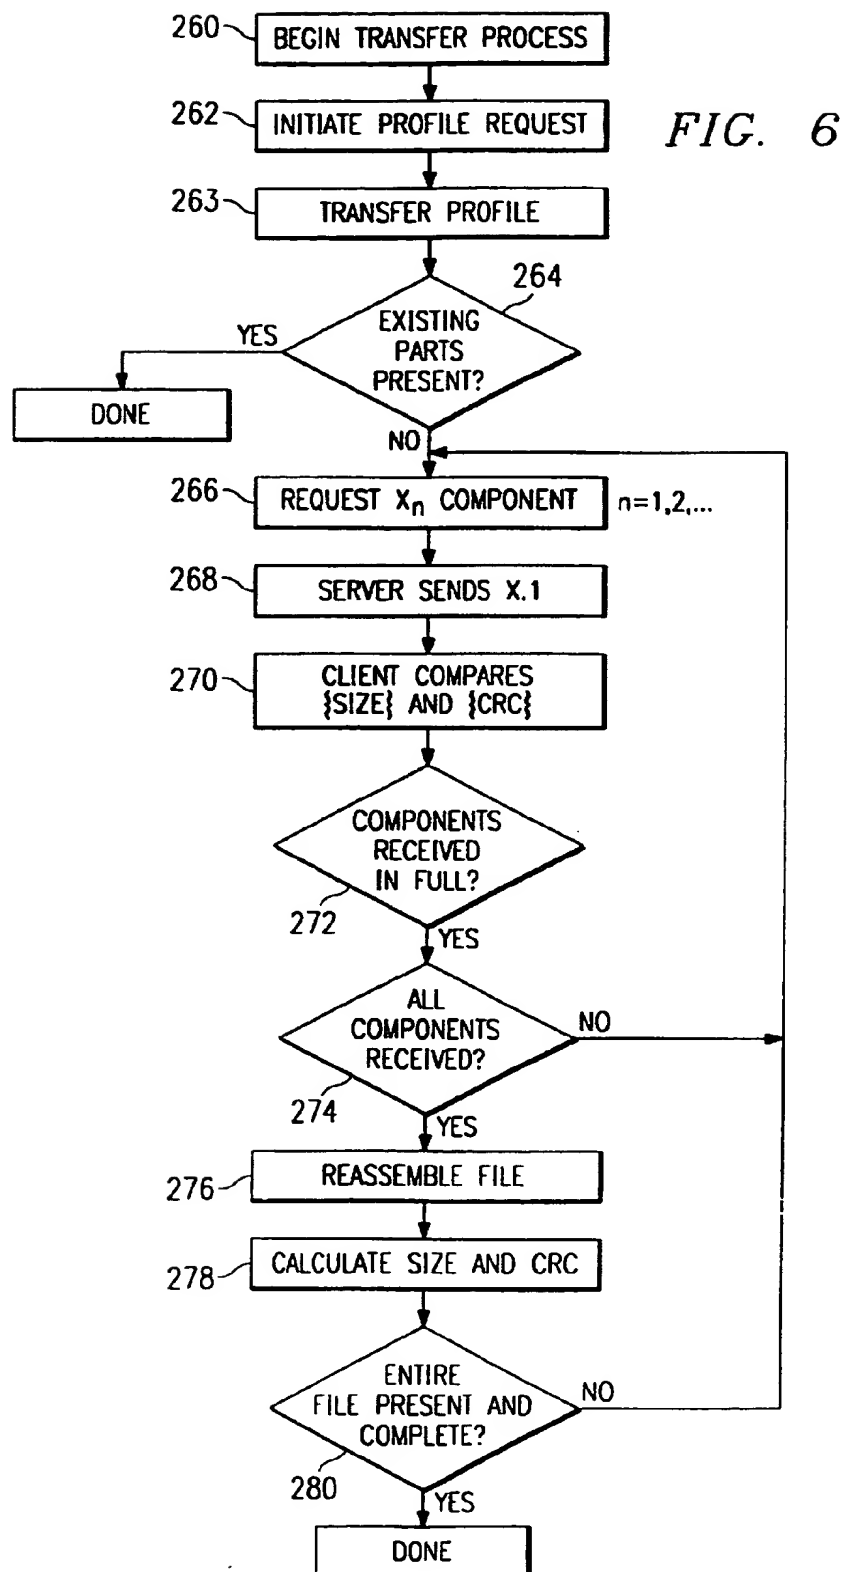 260
BEGIN TRANSFER PROCESS
262
INITIATE PROFILE REQUEST
FIG. 6
263
TRANSFER PROFILE
264
EXISTING
PARTS
PRESENT?
YES
DONE
NO
266
REQUEST Xn COMPONENT
n=1,2,...
268
SERVER SENDS X.1
270
CLIENT COMPARES
}SIZE{ AND }CRC{
COMPONENTS
RECEIVED
IN FULL?
272
YES
ALL
COMPONENTS
RECEIVED?
NO
274
YES
276
REASSEMBLE FILE
278
CALCULATE SIZE AND CRC
ENTIRE
FILE PRESENT AND
COMPLETE?
NO
280
YES
DONE